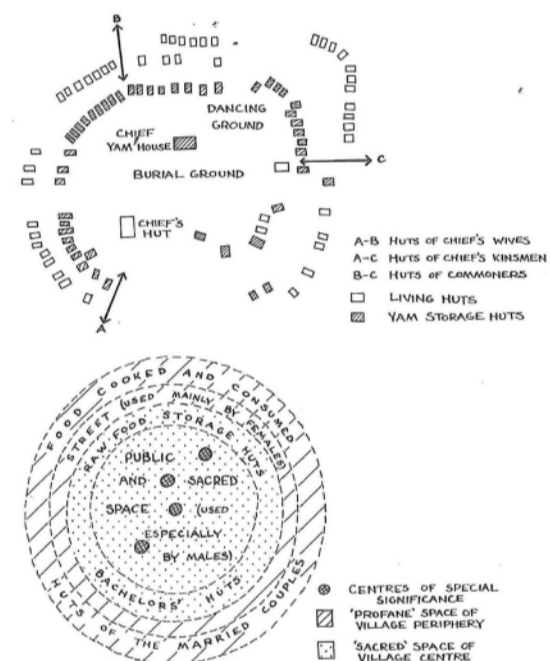 B
DANCING
GROUND
CHIEF
YAM HOUSE
BURIAL GROUND
C
CHIEF'S
HUT
A
A-B HUTS OF CHIEF'S WIVES
A-C HUTS OF CHIEF'S KINSMEN
B-C HUTS OF COMMONERS
LIVING HUTS
YAM STORAGE HUTS
FOOD COOKED AND CONSUMED
STREET (USED MAINLY BY FEMALES)
RAW FOOD STORAGE HUTS
PUBLIC
AND SACRED
SPACE (USED
ESPECIALLY
BY MALES)
BACHELORS' HUTS
HUTS OF THE MARRIED COUPLES
CENTRES OF SPECIAL
SIGNIFICANCE
'PROFANE' SPACE OF
VILLAGE PERIPHERY
'SACRED' SPACE OF
VILLAGE CENTRE